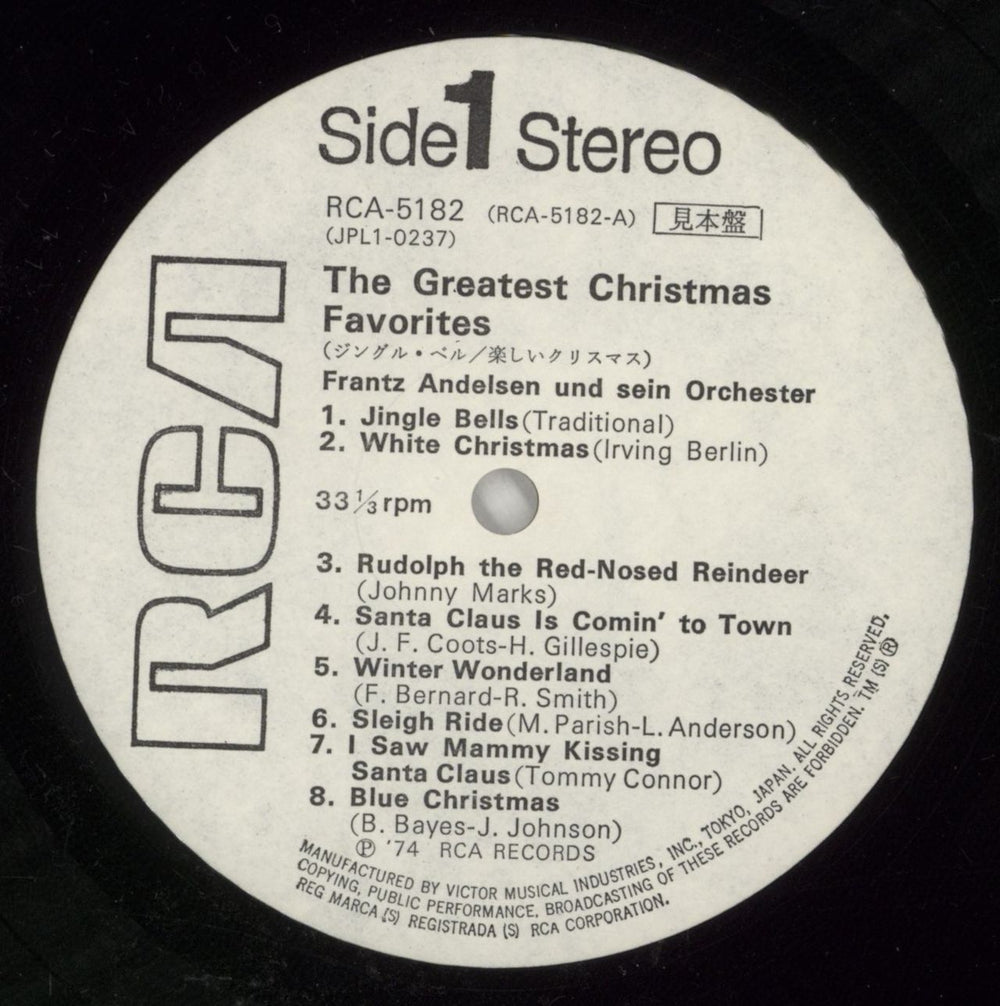 Side 1 Stereo
RCA-5182 (RCA-5182-A) 見本盤
(JPL1-0237)
The Greatest Christmas
Favorites
(ジングル・ベル／楽しいクリスマス)
Frantz Andelsen und sein Orchester
1. Jingle Bells (Traditional)
2. White Christmas (Irving Berlin)
33 1/3 rpm
3. Rudolph the Red-Nosed Reindeer
(Johnny Marks)
4. Santa Claus Is Comin' to Town
(J. F. Coots-H. Gillespie)
5. Winter Wonderland
(F. Bernard-R. Smith)
6. Sleigh Ride (M. Parish-L. Anderson)
7. I Saw Mammy Kissing
Santa Claus (Tommy Connor)
8. Blue Christmas
(B. Bayes-J. Johnson)
Ⓟ '74 RCA RECORDS
MANUFACTURED BY VICTOR MUSICAL INDUSTRIES, INC., TOKYO, JAPAN. ALL RIGHTS RESERVED.
COPYING, PUBLIC PERFORMANCE, BROADCASTING OF THESE RECORDS ARE FORBIDDEN. TM (S) ®
REG MARCA (S) REGISTRADA (S) RCA CORPORATION.
RCA